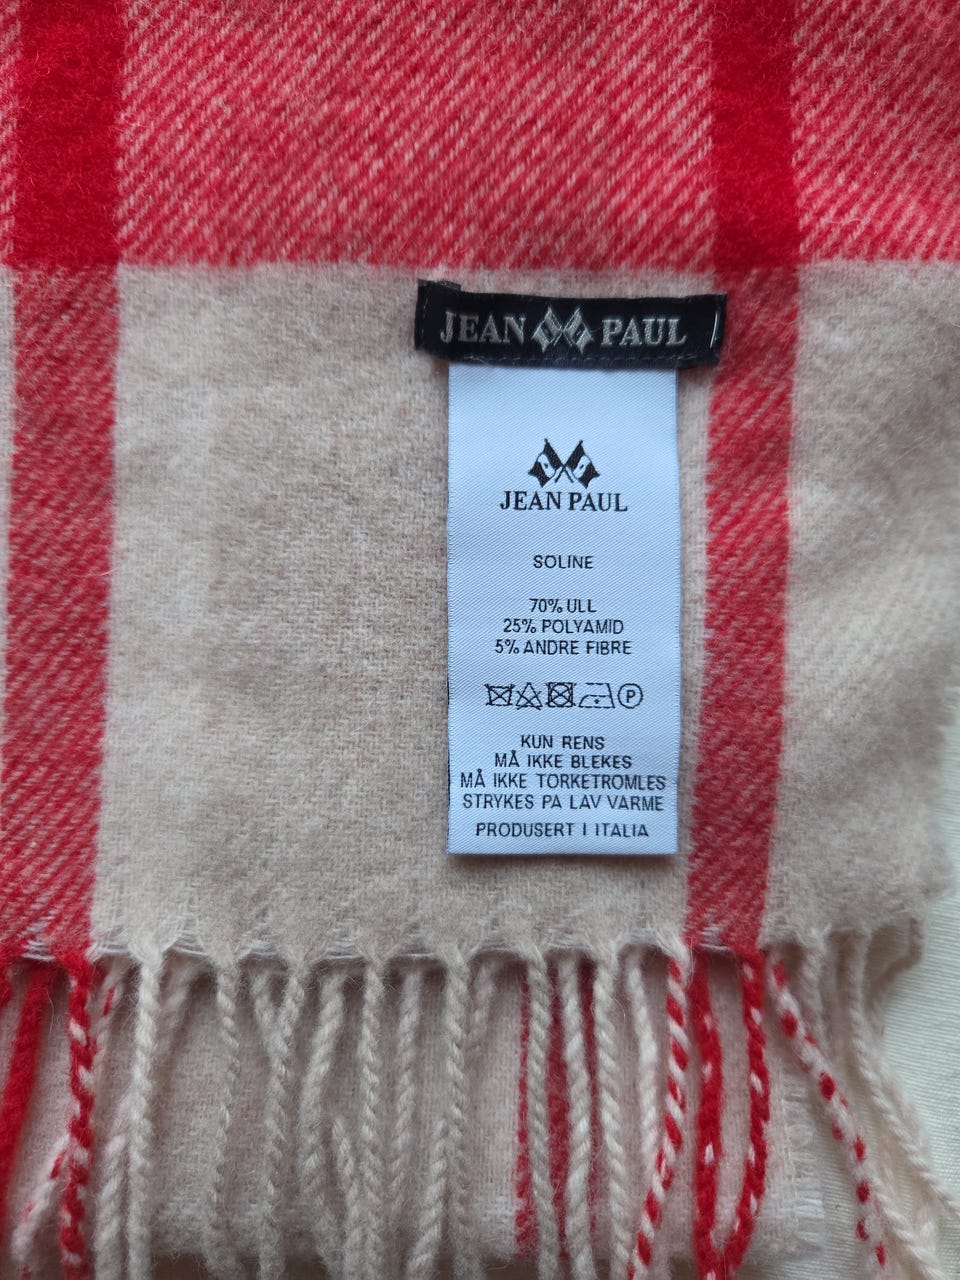 JEAN PAUL
JEAN PAUL
SOLINE
70% ULL
25% POLYAMID
5% ANDRE FIBRE
P
KUN RENS
MÅ IKKE BLEKES
MÅ IKKE TORKETROMLES
STRYKES PA LAV VARME
PRODUSERT I ITALIA